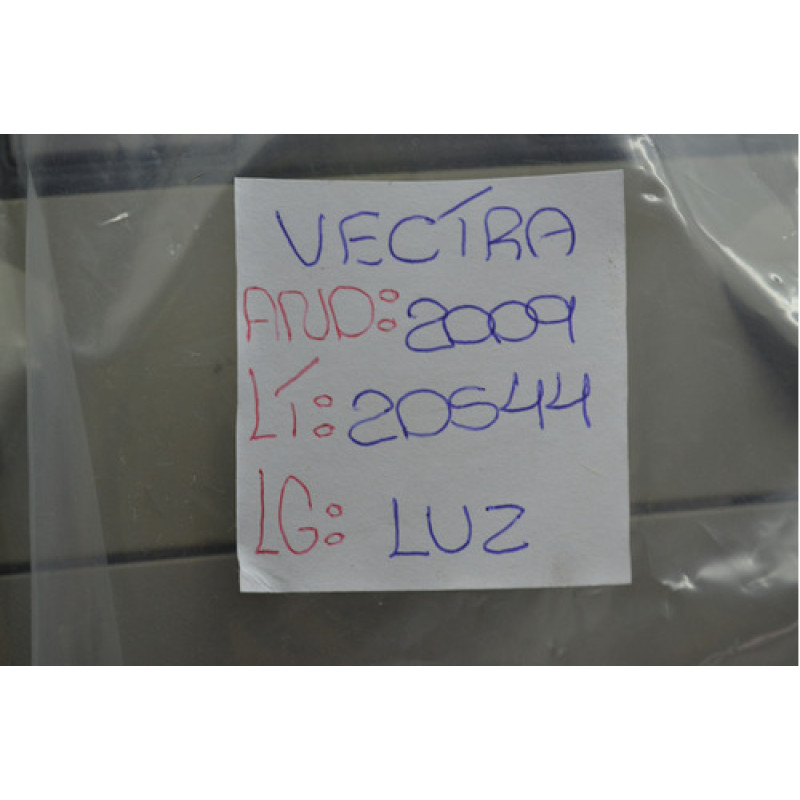 VECTRA
ANO: 2009
LT: 20544
LG: LUZ